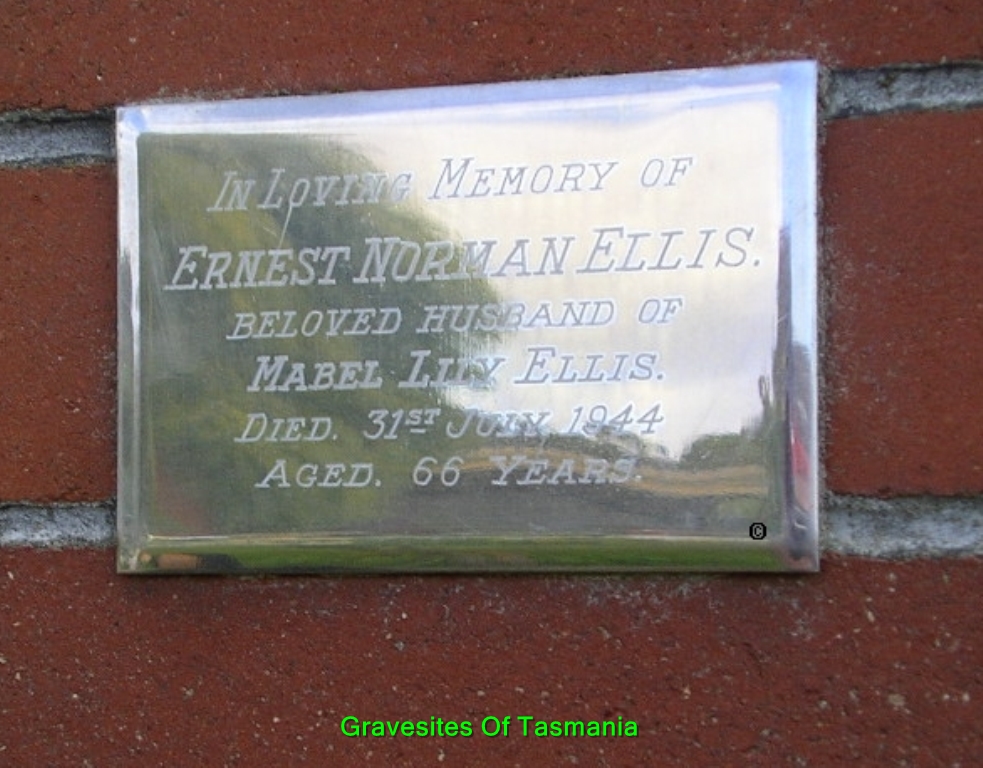 In Loving Memory of
Ernest Norman Ellis.
beloved husband of
Mabel Lily Ellis.
Died. 31st July 1944
Aged. 66 Years.
©
Gravesites Of Tasmania